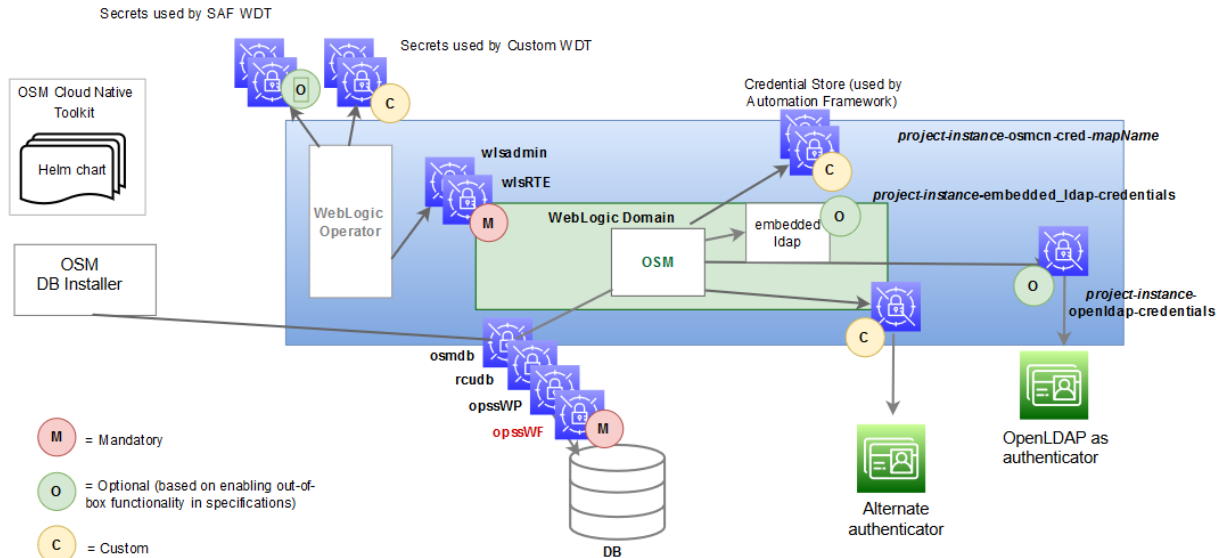 Secrets used by SAF WDT
Secrets used by Custom WDT
OSM Cloud Native
Toolkit
Helm chart
O
C
Credential Store (used by
Automation Framework)
project-instance-osmcn-cred-mapName
C
wlsadmin
wlsRTE
M
WebLogic
Operator
project-instance-embedded_ldap-credentials
WebLogic Domain
O
embedded
ldap
OSM
OSM
DB Installer
O
project-instance-
openldap-credentials
C
osmdb
rcudb
opssWP
opssWF
M
DB
Alternate
authenticator
OpenLDAP as
authenticator
M
= Mandatory
O
= Optional (based on enabling out-of-
box functionality in specifications)
C
= Custom